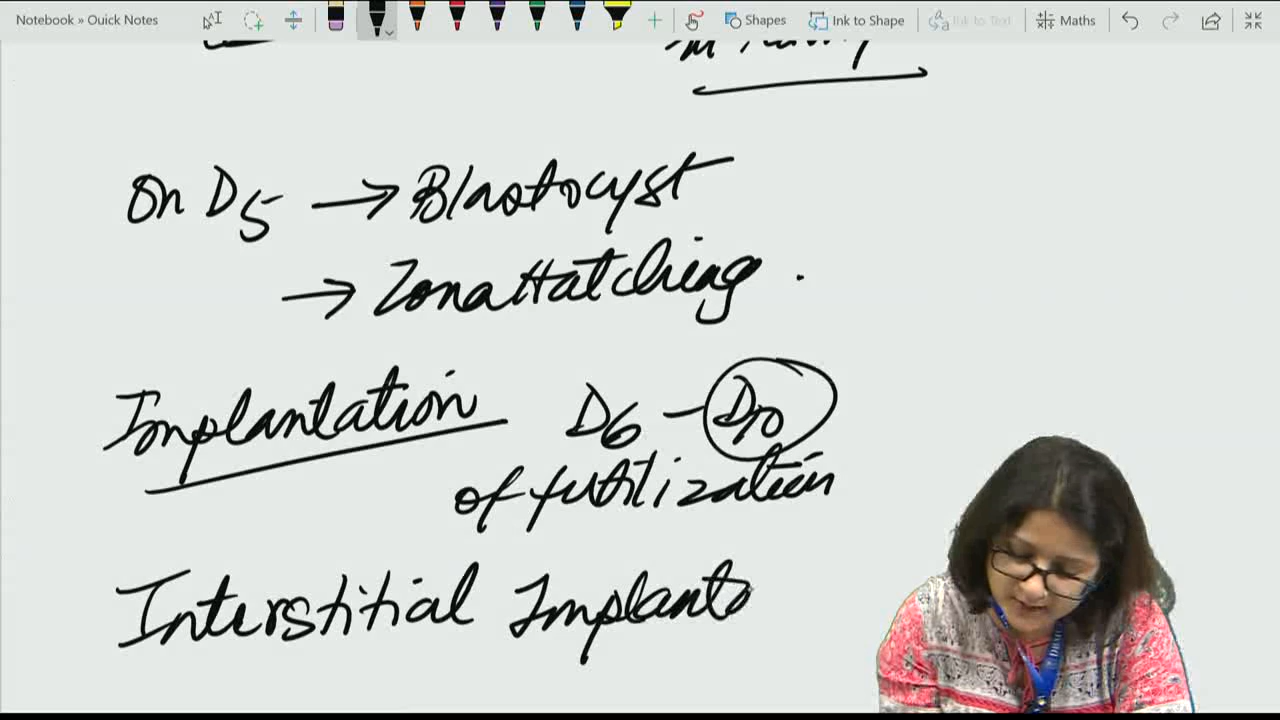 Notebook » Quick Notes Shapes Ink to Shape Ink to Text Maths
On D5 → Blastocyst
→ Zona Hatching .
Implantation D6 - D10
of fertilization
Interstitial Implanta